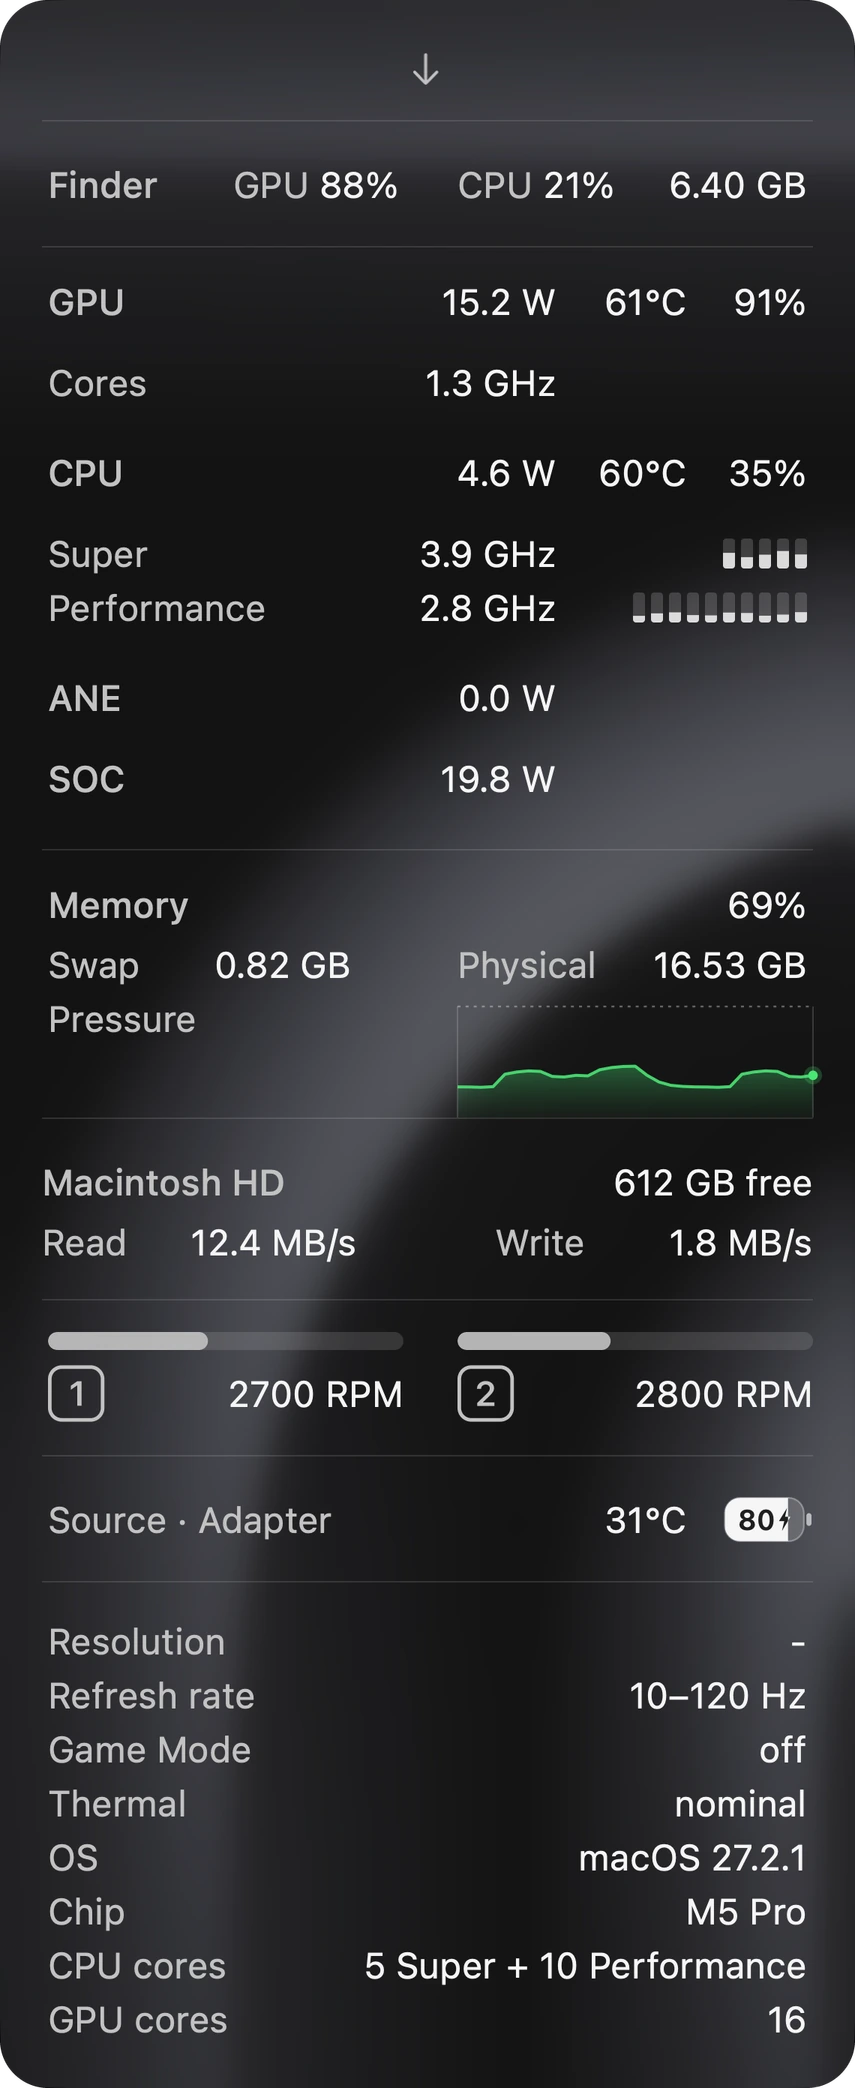 Finder GPU 88% CPU 21% 6.40 GB
GPU 15.2 W 61°C 91%
Cores 1.3 GHz
CPU 4.6 W 60°C 35%
Super 3.9 GHz
Performance 2.8 GHz
ANE 0.0 W
SOC 19.8 W
Memory 69%
Swap 0.82 GB Physical 16.53 GB
Pressure
Macintosh HD 612 GB free
Read 12.4 MB/s Write 1.8 MB/s
1 2700 RPM 2 2800 RPM
Source · Adapter 31°C 80
Resolution -
Refresh rate 10–120 Hz
Game Mode off
Thermal nominal
OS macOS 27.2.1
Chip M5 Pro
CPU cores 5 Super + 10 Performance
GPU cores 16